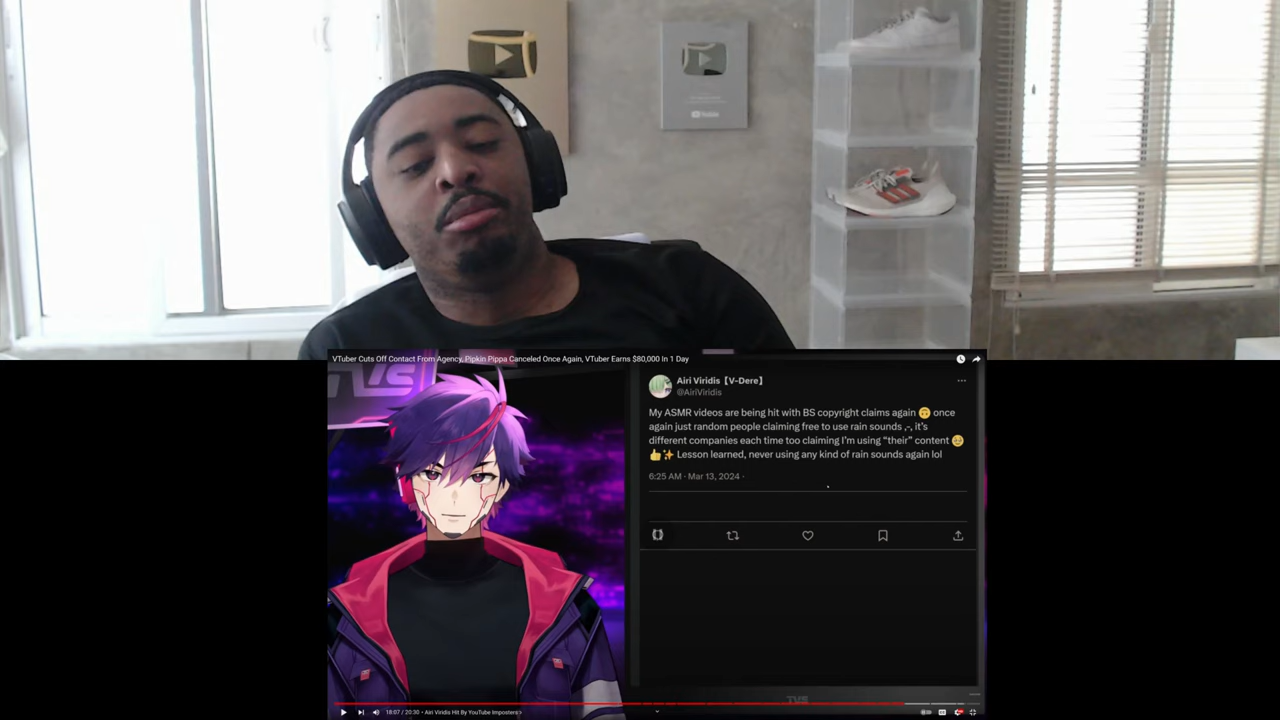 YouTube
VTuber Cuts Off Contact From Agency, Pipkin Pippa Canceled Once Again, VTuber Earns $80,000 In 1 Day
Airi Viridis【V-Dere】
@AiriViridis
My ASMR videos are being hit with BS copyright claims again 🙃 once
again just random people claiming free to use rain sounds ,-, it's
different companies each time too claiming I'm using "their" content 🥹
👍✨ Lesson learned, never using any kind of rain sounds again lol
6:25 AM · Mar 13, 2024 ·
TVS
18:07 / 20:30 • Airi Viridis Hit By YouTube Imposters ›